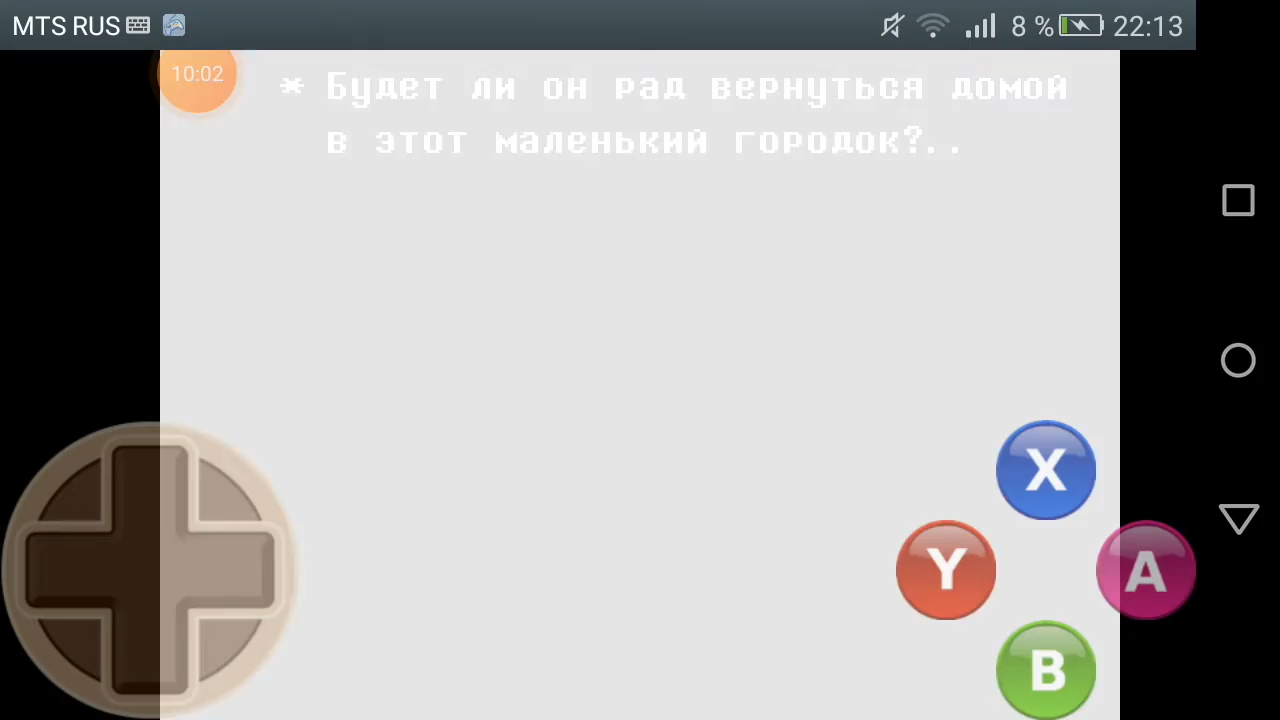 MTS RUS 8 % 22:13
10:02
* Будет ли он рад вернуться домой
в этот маленький городок?..
X
Y A
B